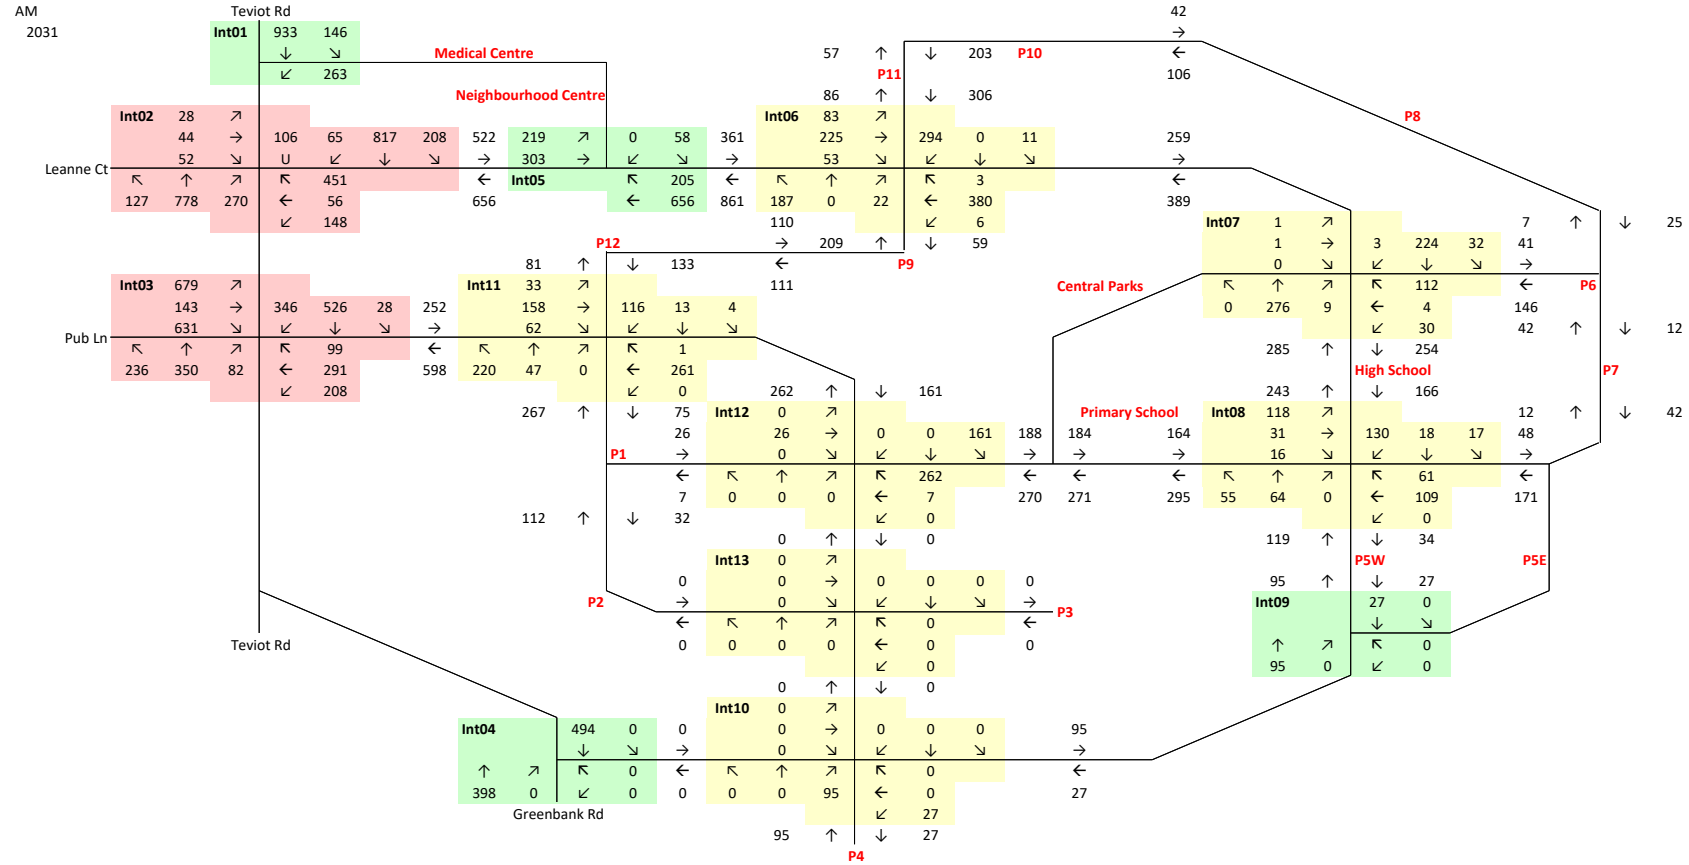 AM Teviot Rd 42
2031 Int01 933 146 →
↓ ↘ Medical Centre 57 ↑ ↓ 203 P10 ←
↙ 263 P11 106
Neighbourhood Centre 86 ↑ ↓ 306
Int02 28 ↗ Int06 83 ↗ P8
44 → 106 65 817 208 522 219 ↗ 0 58 361 225 → 294 0 11 259
52 ↘ U ↙ ↓ ↘ → 303 → ↙ ↘ → 53 ↘ ↙ ↓ ↘ →
Leanne Ct
↖ ↑ ↗ ↖ 451 ← Int05 ↖ 205 ← ↖ ↑ ↗ ↖ 3 ←
127 778 270 ← 56 656 ← 656 861 187 0 22 ← 380 389
↙ 148 110 ↙ 6 Int07 1 ↗ 7 ↑ ↓ 25
P12 → 209 ↑ ↓ 59 1 → 3 224 32 41
81 ↑ ↓ 133 ← P9 0 ↘ ↙ ↓ ↘ →
Int03 679 ↗ Int11 33 ↗ 111 Central Parks ↖ ↑ ↗ ↖ 112 ← P6
143 → 346 526 28 252 158 → 116 13 4 0 276 9 ← 4 146
631 ↘ ↙ ↓ ↘ → 62 ↘ ↙ ↓ ↘ ↙ 30 42 ↑ ↓ 12
Pub Ln
↖ ↑ ↗ ↖ 99 ← ↖ ↑ ↗ ↖ 1 285 ↑ ↓ 254
236 350 82 ← 291 598 220 47 0 ← 261 High School P7
↙ 208 ↙ 0 262 ↑ ↓ 161 243 ↑ ↓ 166
267 ↑ ↓ 75 Int12 0 ↗ Primary School Int08 118 ↗ 12 ↑ ↓ 42
26 26 → 0 0 161 188 184 164 31 → 130 18 17 48
P1 → 0 ↘ ↙ ↓ ↘ → → → 16 ↘ ↙ ↓ ↘ →
← ↖ ↑ ↗ ↖ 262 ← ← ← ↖ ↑ ↗ ↖ 61 ←
7 0 0 0 ← 7 270 271 295 55 64 0 ← 109 171
112 ↑ ↓ 32 ↙ 0 ↙ 0
0 ↑ ↓ 0 119 ↑ ↓ 34
Int13 0 ↗ P5W P5E
0 0 → 0 0 0 0 95 ↑ ↓ 27
P2 → 0 ↘ ↙ ↓ ↘ → P3 Int09 27 0
← ↖ ↑ ↗ ↖ 0 ← ↓ ↘
Teviot Rd 0 0 0 0 ← 0 0 ↑ ↗ ↖ 0
↙ 0 95 0 ↙ 0
0 ↑ ↓ 0
Int10 0 ↗
Int04 494 0 0 0 → 0 0 0 95
↓ ↘ → 0 ↘ ↙ ↓ ↘ →
↑ ↗ ↖ 0 ← ↖ ↑ ↗ ↖ 0 ←
398 0 ↙ 0 0 0 0 95 ← 0 27
Greenbank Rd ↙ 27
95 ↑ ↓ 27
P4